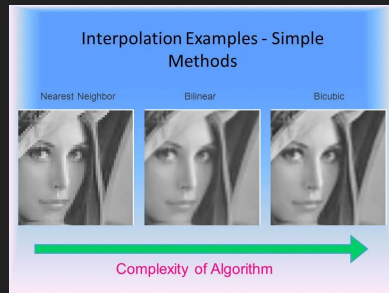 Interpolation Examples - Simple
Methods
Nearest Neighbor Bilinear Bicubic
Complexity of Algorithm